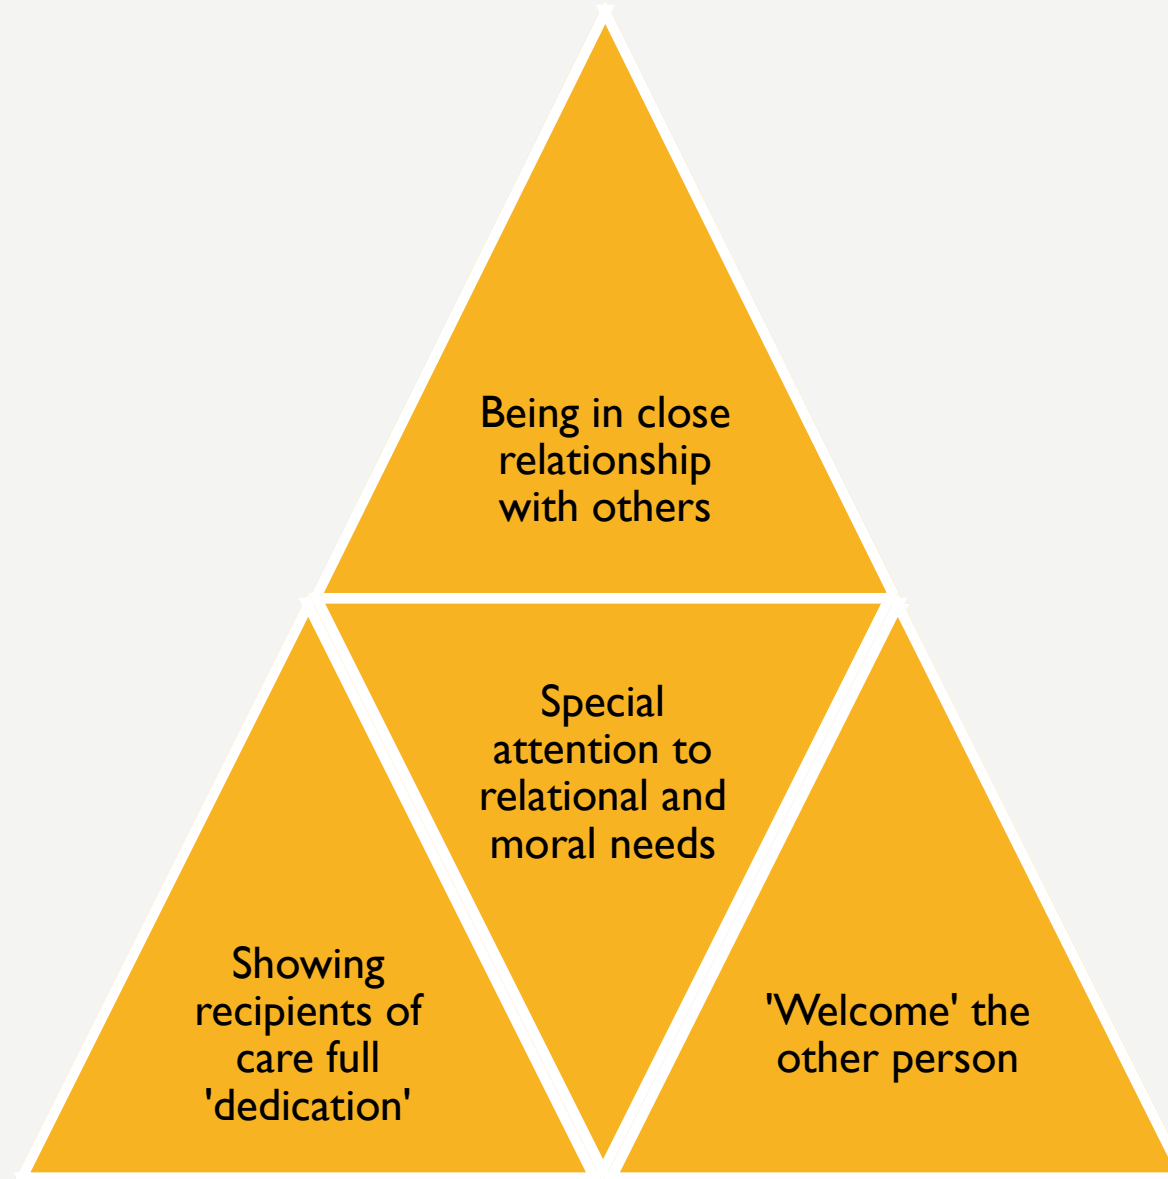 Being in close
relationship
with others
Special
attention to
relational and
moral needs
Showing
recipients of
care full
'dedication'
'Welcome' the
other person